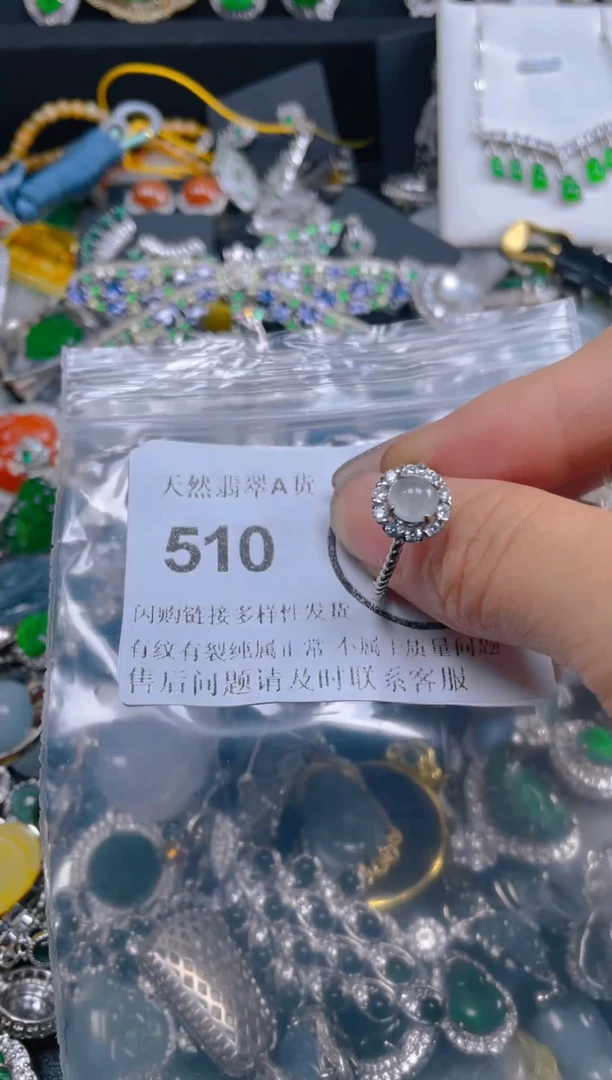 天然翡翠A货
510
闪购链接多样性发货
有纹有裂纯属正常 不属于质量问题
售后问题请及时联系客服